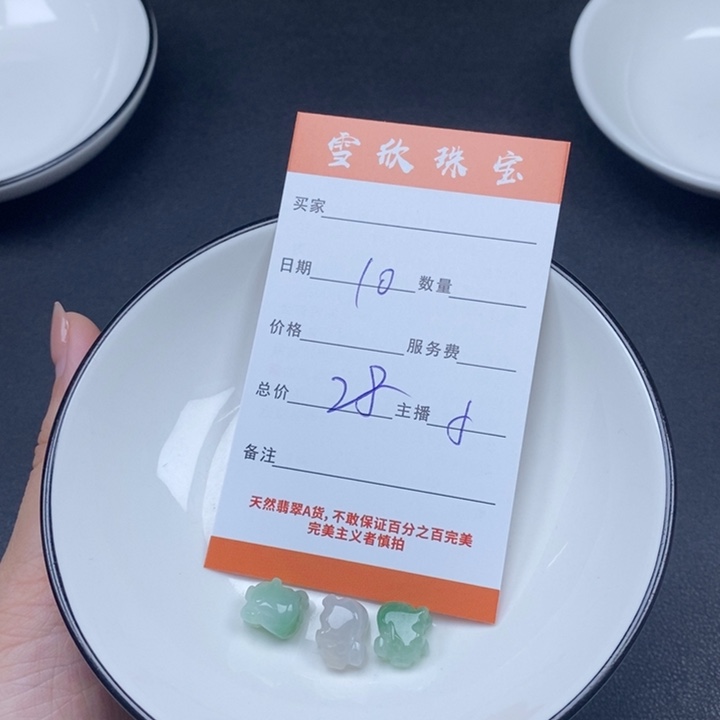 雪欣珠宝
买家
日期 10 数量
价格 服务费
总价 28 主播
备注
天然翡翠A货,不敢保证百分之百完美
完美主义者慎拍